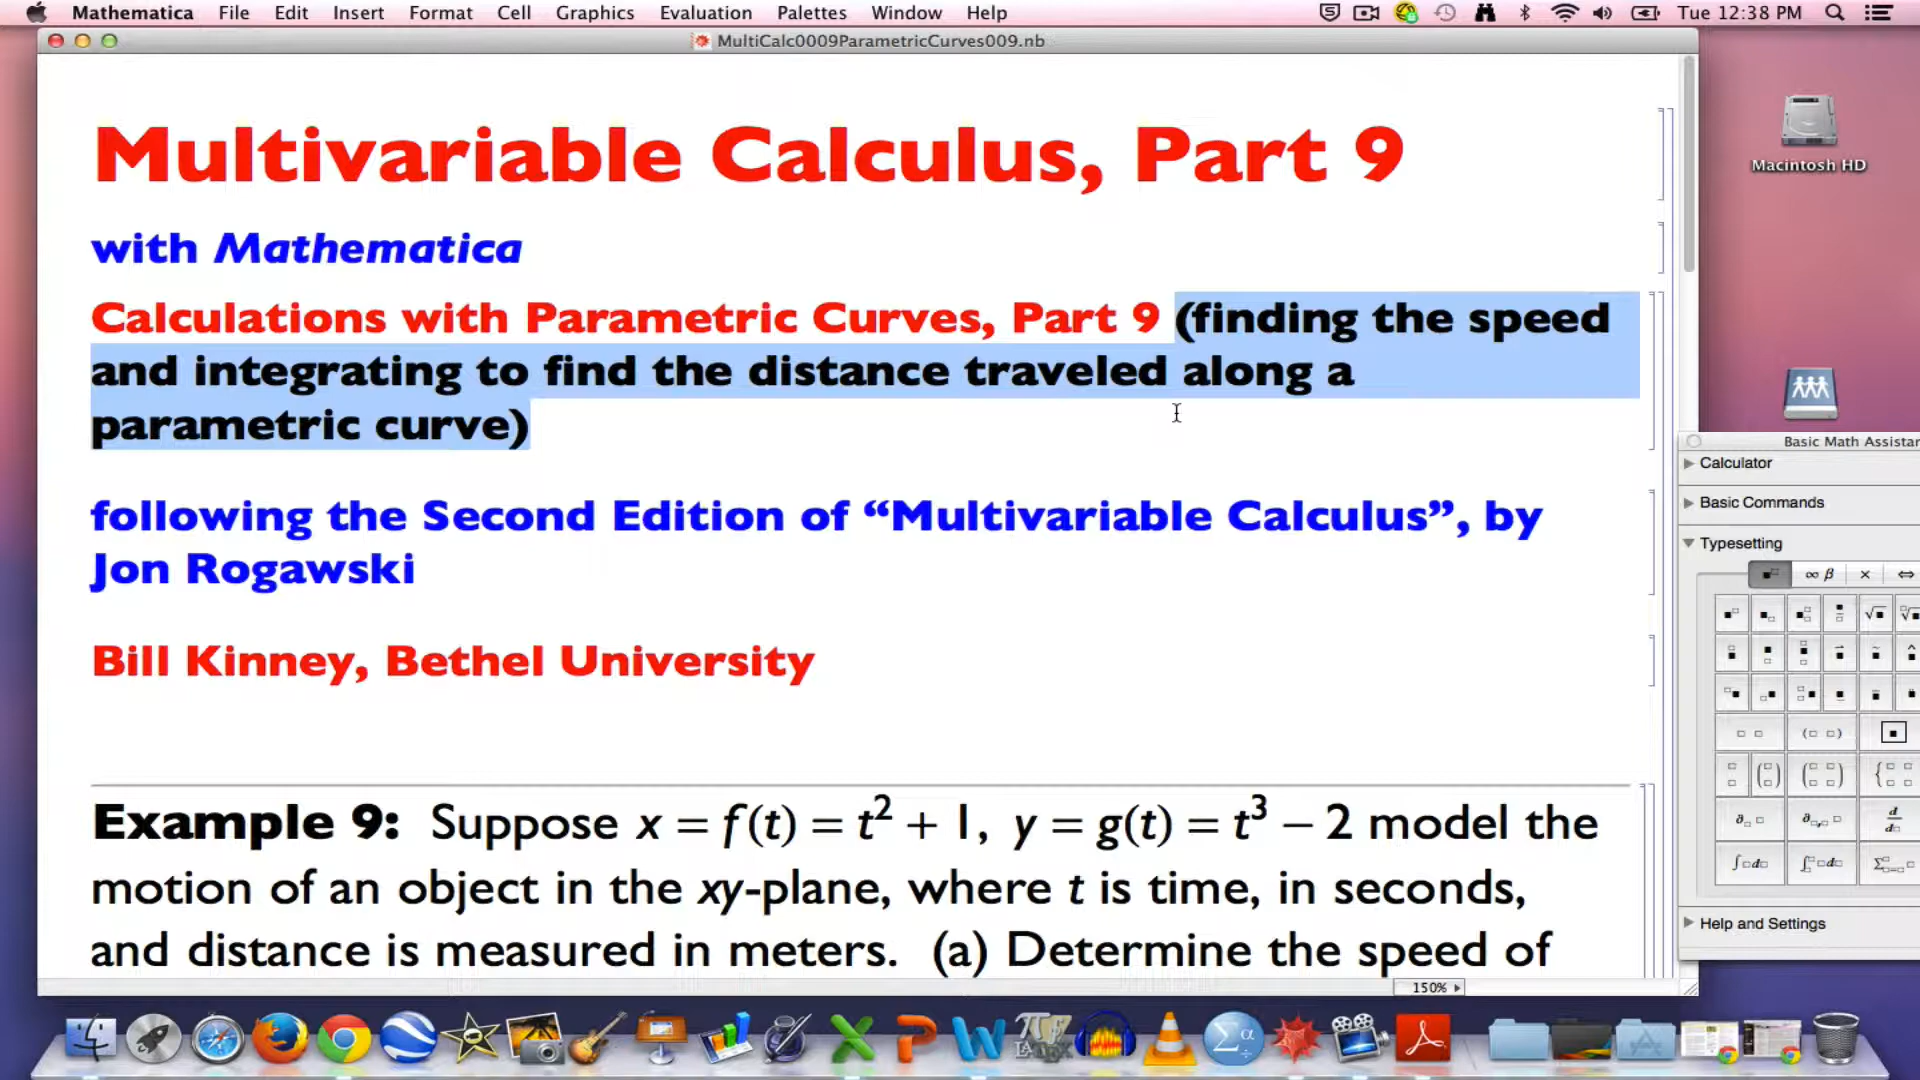 Mathematica File Edit Insert Format Cell Graphics Evaluation Palettes Window Help Tue 12:38 PM
MultiCalc0009ParametricCurves009.nb
Multivariable Calculus, Part 9
with Mathematica
Calculations with Parametric Curves, Part 9 (finding the speed
and integrating to find the distance traveled along a
parametric curve)
following the Second Edition of “Multivariable Calculus”, by
Jon Rogawski
Bill Kinney, Bethel University
Example 9: Suppose x = f(t) = t² + 1, y = g(t) = t³ − 2 model the
motion of an object in the xy-plane, where t is time, in seconds,
and distance is measured in meters. (a) Determine the speed of
150%
Macintosh HD
Basic Math Assistan
Calculator
Basic Commands
Typesetting
∞ β × ⇔
Help and Settings